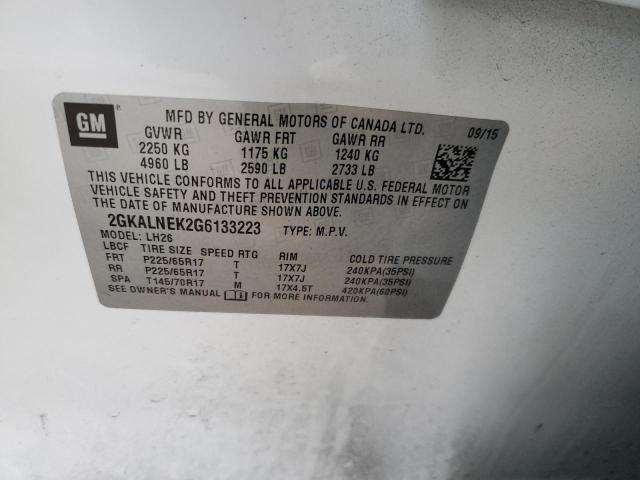 GM
MFD BY GENERAL MOTORS OF CANADA LTD. 09/15
GVWR GAWR FRT GAWR RR
2250 KG 1175 KG 1240 KG
4960 LB 2590 LB 2733 LB
THIS VEHICLE CONFORMS TO ALL APPLICABLE U.S. FEDERAL MOTOR
VEHICLE SAFETY AND THEFT PREVENTION STANDARDS IN EFFECT ON
THE DATE OF MANUFACTURE SHOWN ABOVE.
2GKALNEK2G6133223 TYPE: M.P.V.
MODEL: LH26
LBCF TIRE SIZE SPEED RTG RIM COLD TIRE PRESSURE
FRT P225/65R17 T 17X7J 240KPA(35PSI)
RR P225/65R17 T 17X7J 240KPA(35PSI)
SPA T145/70R17 M 17X4.5T 420KPA(60PSI)
SEE OWNER'S MANUAL FOR MORE INFORMATION.